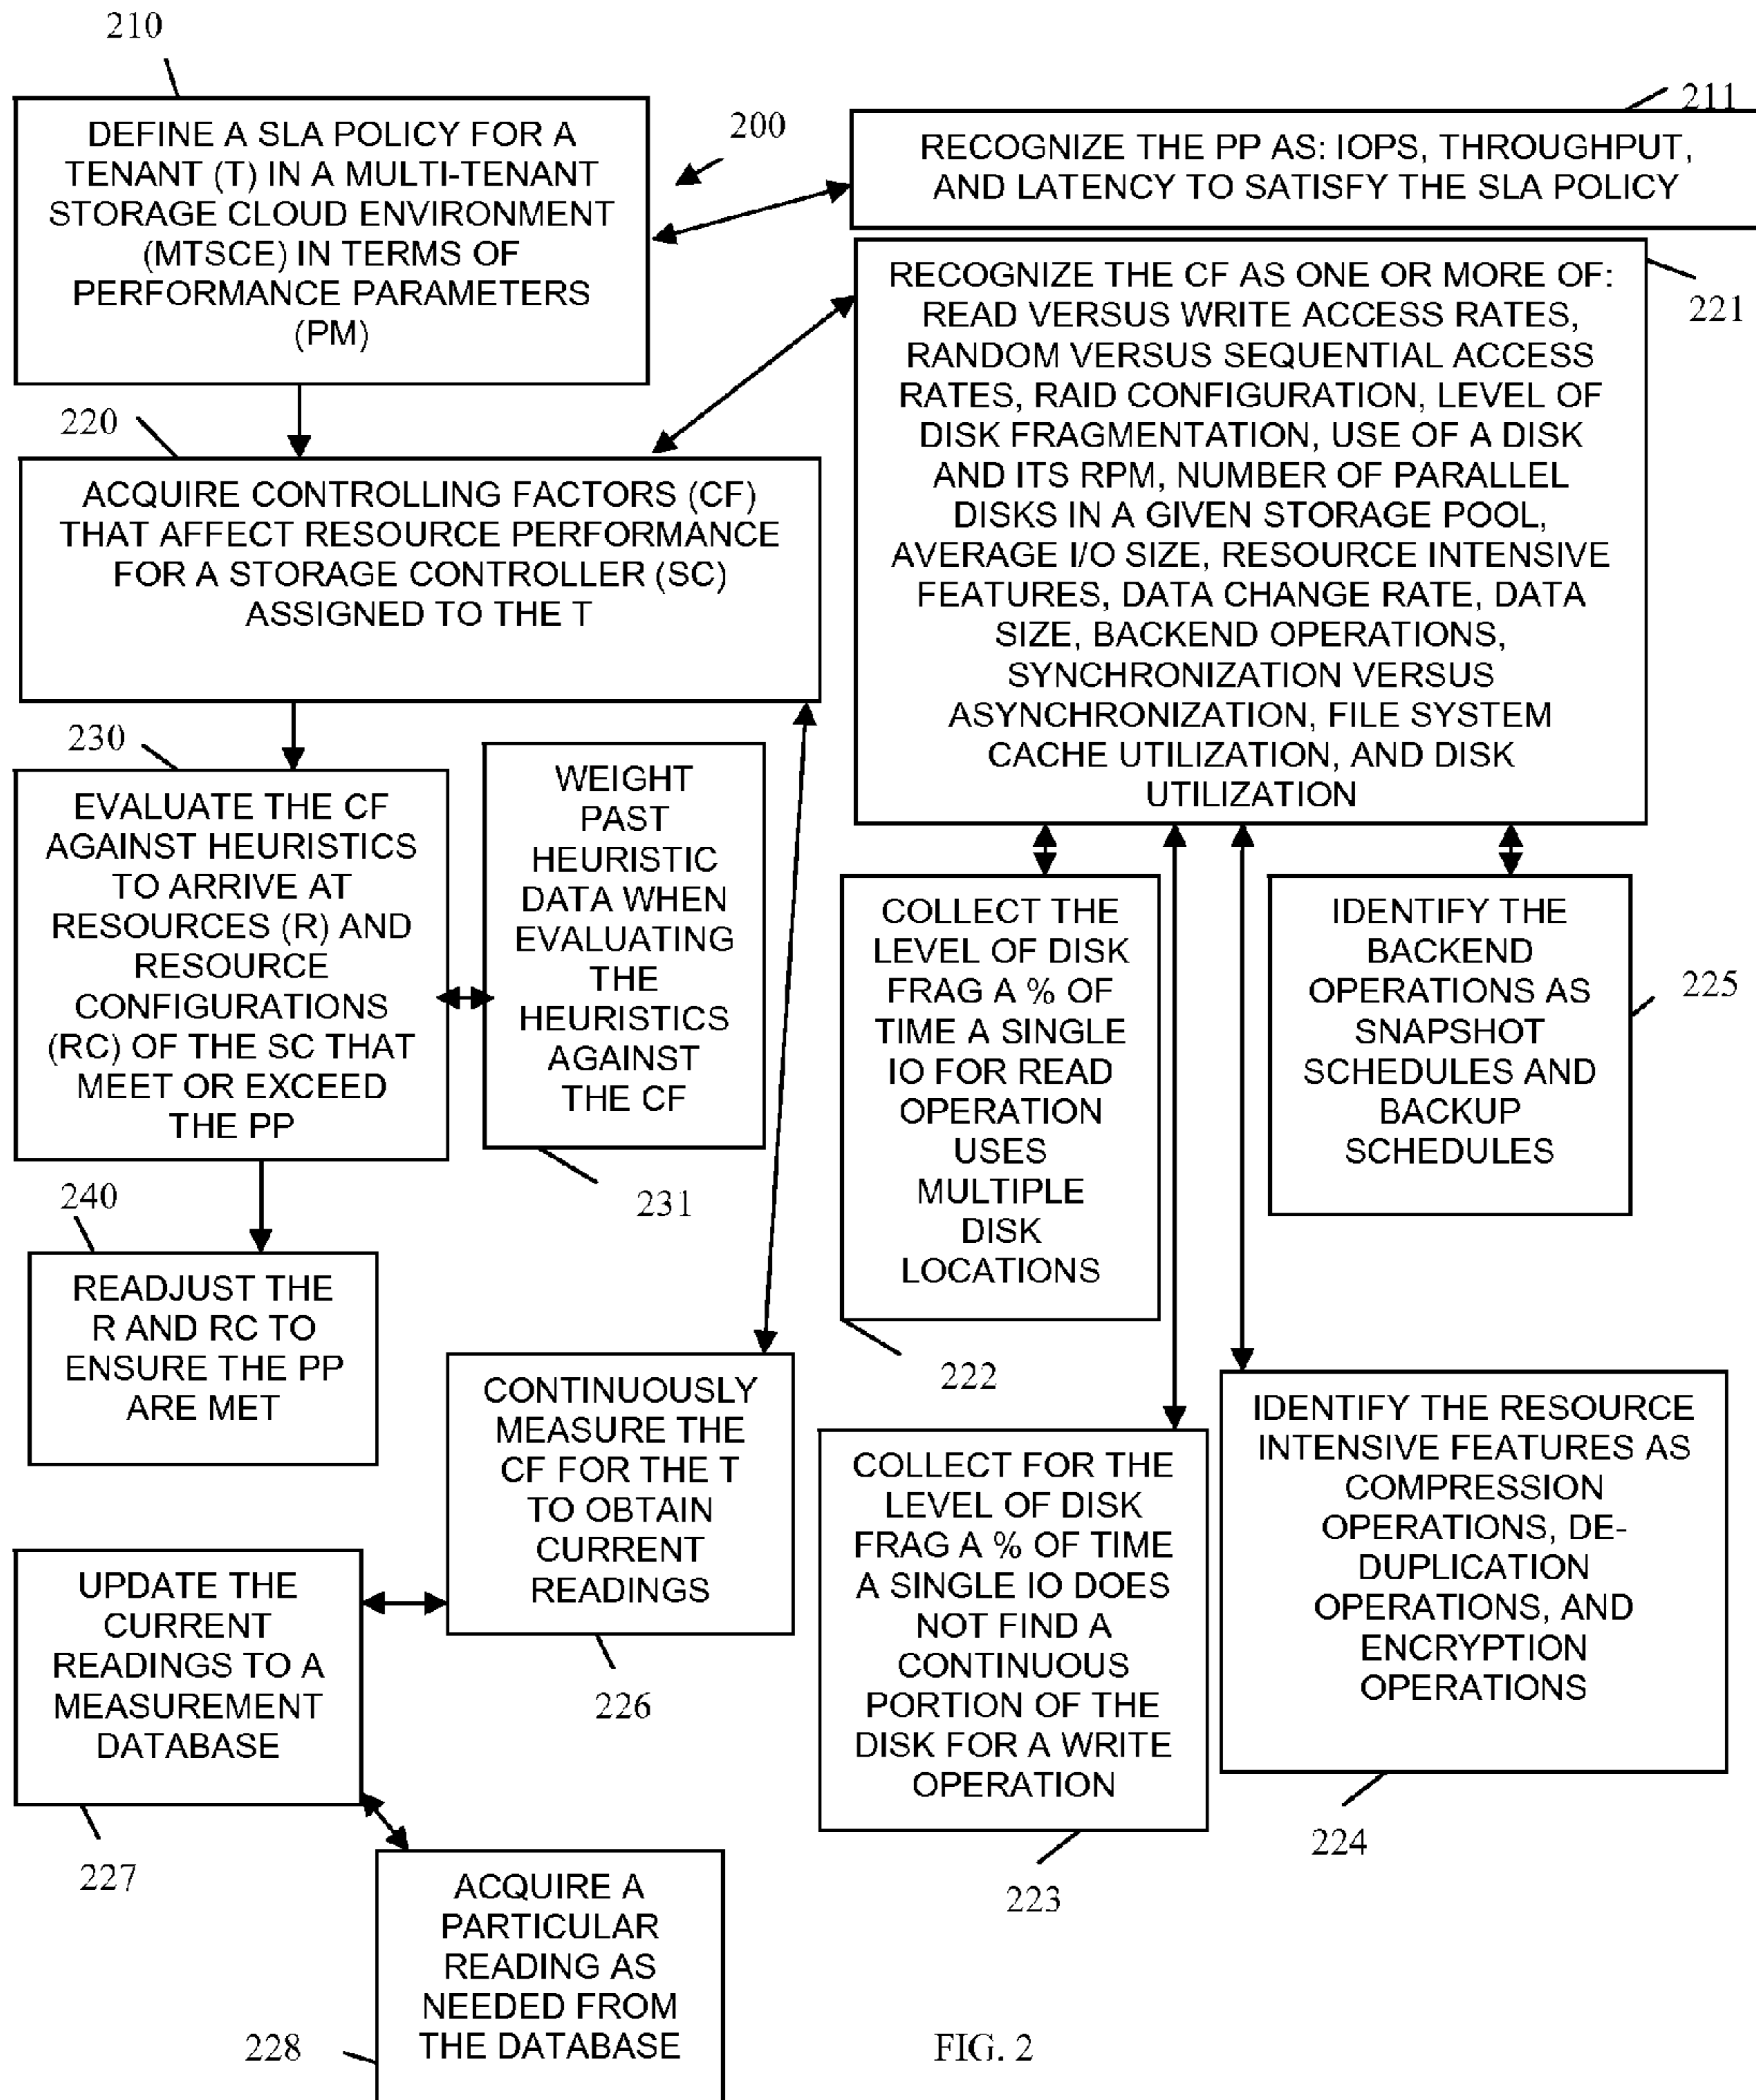 210
DEFINE A SLA POLICY FOR A
TENANT (T) IN A MULTI-TENANT
STORAGE CLOUD ENVIRONMENT
(MTSCE) IN TERMS OF
PERFORMANCE PARAMETERS
(PM)
200
211
RECOGNIZE THE PP AS: IOPS, THROUGHPUT,
AND LATENCY TO SATISFY THE SLA POLICY
220
ACQUIRE CONTROLLING FACTORS (CF)
THAT AFFECT RESOURCE PERFORMANCE
FOR A STORAGE CONTROLLER (SC)
ASSIGNED TO THE T
221
RECOGNIZE THE CF AS ONE OR MORE OF:
READ VERSUS WRITE ACCESS RATES,
RANDOM VERSUS SEQUENTIAL ACCESS
RATES, RAID CONFIGURATION, LEVEL OF
DISK FRAGMENTATION, USE OF A DISK
AND ITS RPM, NUMBER OF PARALLEL
DISKS IN A GIVEN STORAGE POOL,
AVERAGE I/O SIZE, RESOURCE INTENSIVE
FEATURES, DATA CHANGE RATE, DATA
SIZE, BACKEND OPERATIONS,
SYNCHRONIZATION VERSUS
ASYNCHRONIZATION, FILE SYSTEM
CACHE UTILIZATION, AND DISK
UTILIZATION
230
EVALUATE THE CF
AGAINST HEURISTICS
TO ARRIVE AT
RESOURCES (R) AND
RESOURCE
CONFIGURATIONS
(RC) OF THE SC THAT
MEET OR EXCEED
THE PP
WEIGHT
PAST
HEURISTIC
DATA WHEN
EVALUATING
THE
HEURISTICS
AGAINST
THE CF
231
COLLECT THE
LEVEL OF DISK
FRAG A % OF
TIME A SINGLE
IO FOR READ
OPERATION
USES
MULTIPLE
DISK
LOCATIONS
222
IDENTIFY THE
BACKEND
OPERATIONS AS
SNAPSHOT
SCHEDULES AND
BACKUP
SCHEDULES
225
240
READJUST THE
R AND RC TO
ENSURE THE PP
ARE MET
CONTINUOUSLY
MEASURE THE
CF FOR THE T
TO OBTAIN
CURRENT
READINGS
226
COLLECT FOR THE
LEVEL OF DISK
FRAG A % OF TIME
A SINGLE IO DOES
NOT FIND A
CONTINUOUS
PORTION OF THE
DISK FOR A WRITE
OPERATION
223
IDENTIFY THE RESOURCE
INTENSIVE FEATURES AS
COMPRESSION
OPERATIONS, DE-
DUPLICATION
OPERATIONS, AND
ENCRYPTION
OPERATIONS
224
UPDATE THE
CURRENT
READINGS TO A
MEASUREMENT
DATABASE
227
ACQUIRE A
PARTICULAR
READING AS
NEEDED FROM
THE DATABASE
228
FIG. 2